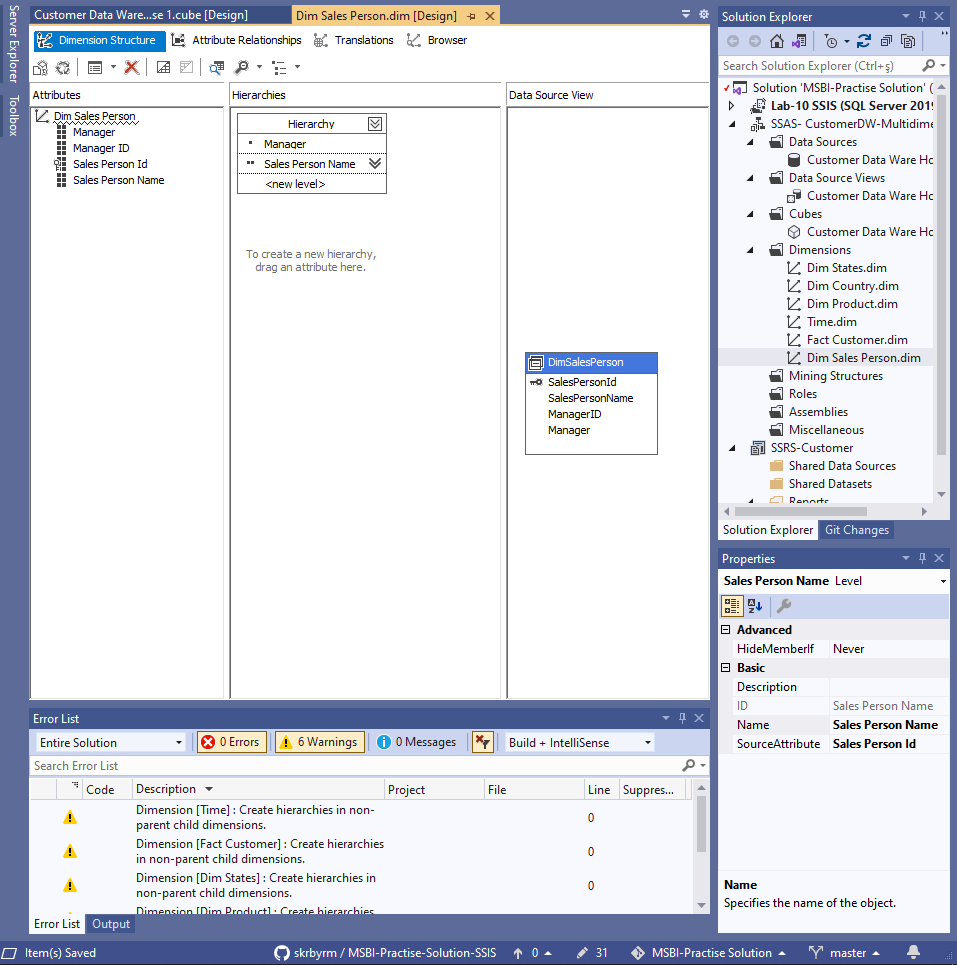 Server Explorer
Toolbox
Customer Data Ware...se 1.cube [Design]
Dim Sales Person.dim [Design]
Dimension Structure
Attribute Relationships
Translations
Browser
Attributes
Dim Sales Person
Manager
Manager ID
Sales Person Id
Sales Person Name
Hierarchies
Hierarchy
Manager
Sales Person Name
<new level>
To create a new hierarchy,
drag an attribute here.
Data Source View
DimSalesPerson
SalesPersonId
SalesPersonName
ManagerID
Manager
Solution Explorer
Search Solution Explorer (Ctrl+ş)
Solution 'MSBI-Practise Solution' (
Lab-10 SSIS (SQL Server 2019
SSAS- CustomerDW-Multidime
Data Sources
Customer Data Ware Ho
Data Source Views
Customer Data Ware Ho
Cubes
Customer Data Ware Ho
Dimensions
Dim States.dim
Dim Country.dim
Dim Product.dim
Time.dim
Fact Customer.dim
Dim Sales Person.dim
Mining Structures
Roles
Assemblies
Miscellaneous
SSRS-Customer
Shared Data Sources
Shared Datasets
Reports
Solution Explorer
Git Changes
Properties
Sales Person Name Level
Advanced
HideMemberIf Never
Basic
Description
ID Sales Person Name
Name Sales Person Name
SourceAttribute Sales Person Id
Name
Specifies the name of the object.
Error List
Entire Solution
0 Errors
6 Warnings
0 Messages
Build + IntelliSense
Search Error List
Code Description Project File Line Suppres...
Dimension [Time] : Create hierarchies in non-
parent child dimensions.
0
Dimension [Fact Customer] : Create hierarchies
in non-parent child dimensions.
0
Dimension [Dim States] : Create hierarchies in
non-parent child dimensions.
0
Dimension [Dim Product] : Create hierarchies
Error List
Output
Item(s) Saved
skrbyrm / MSBI-Practise-Solution-SSIS
0
31
MSBI-Practise Solution
master